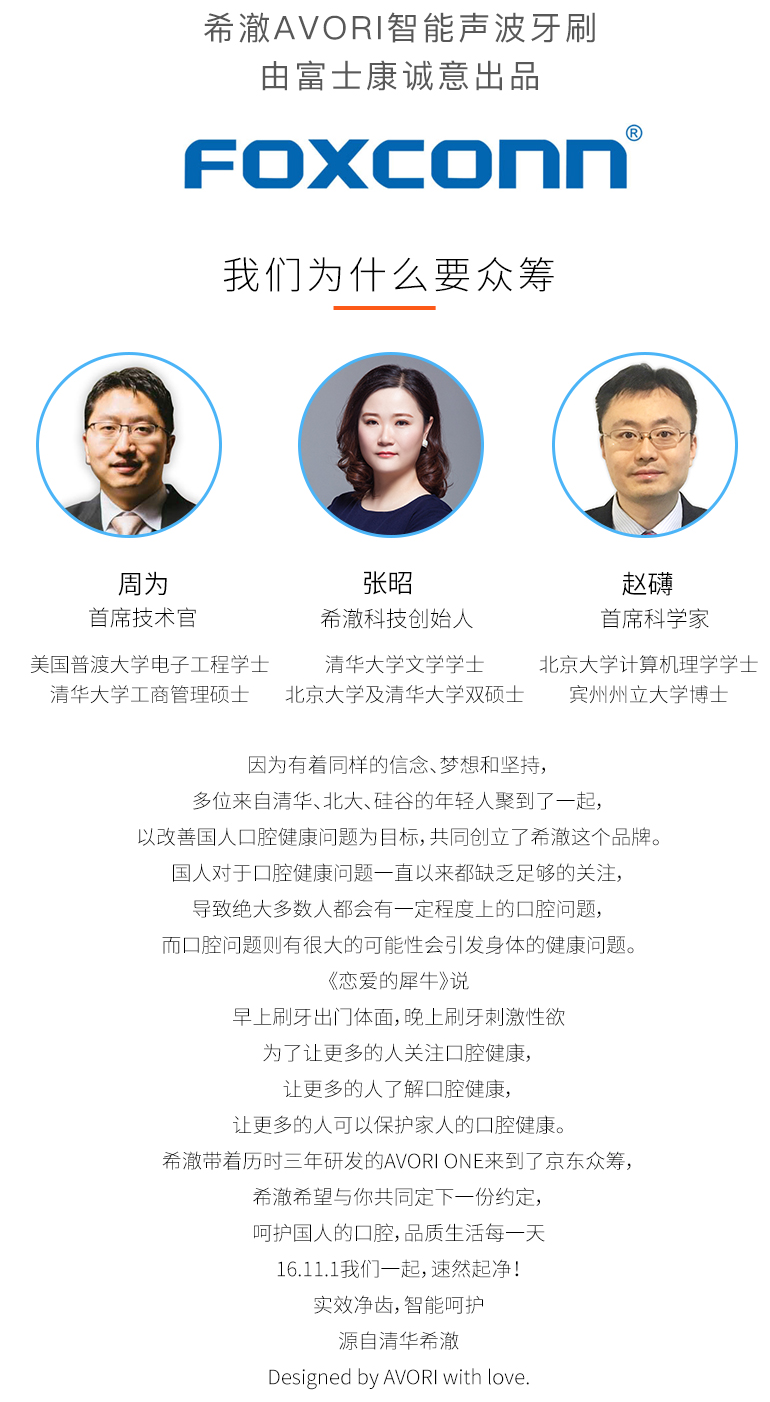 希澈AVORI智能声波牙刷
由富士康诚意出品
FOXCONN®
我们为什么要众筹
周为
张昭
赵礴
首席技术官
希澈科技创始人
首席科学家
美国普渡大学电子工程学士
清华大学文学学士
北京大学计算机理学学士
清华大学工商管理硕士
北京大学及清华大学双硕士
宾州州立大学博士
因为有着同样的信念、梦想和坚持，
多位来自清华、北大、硅谷的年轻人聚到了一起，
以改善国人口腔健康问题为目标，共同创立了希澈这个品牌。
国人对于口腔健康问题一直以来都缺乏足够的关注，
导致绝大多数人都会有一定程度上的口腔问题，
而口腔问题则有很大的可能性会引发身体的健康问题。
《恋爱的犀牛》说
早上刷牙出门体面，晚上刷牙刺激性欲
为了让更多的人关注口腔健康，
让更多的人了解口腔健康，
让更多的人可以保护家人的口腔健康。
希澈带着历时三年研发的AVORI ONE来到了京东众筹，
希澈希望与你共同定下一份约定，
呵护国人的口腔，品质生活每一天
16.11.1我们一起，速然起净！
实效净齿，智能呵护
源自清华希澈
Designed by AVORI with love.